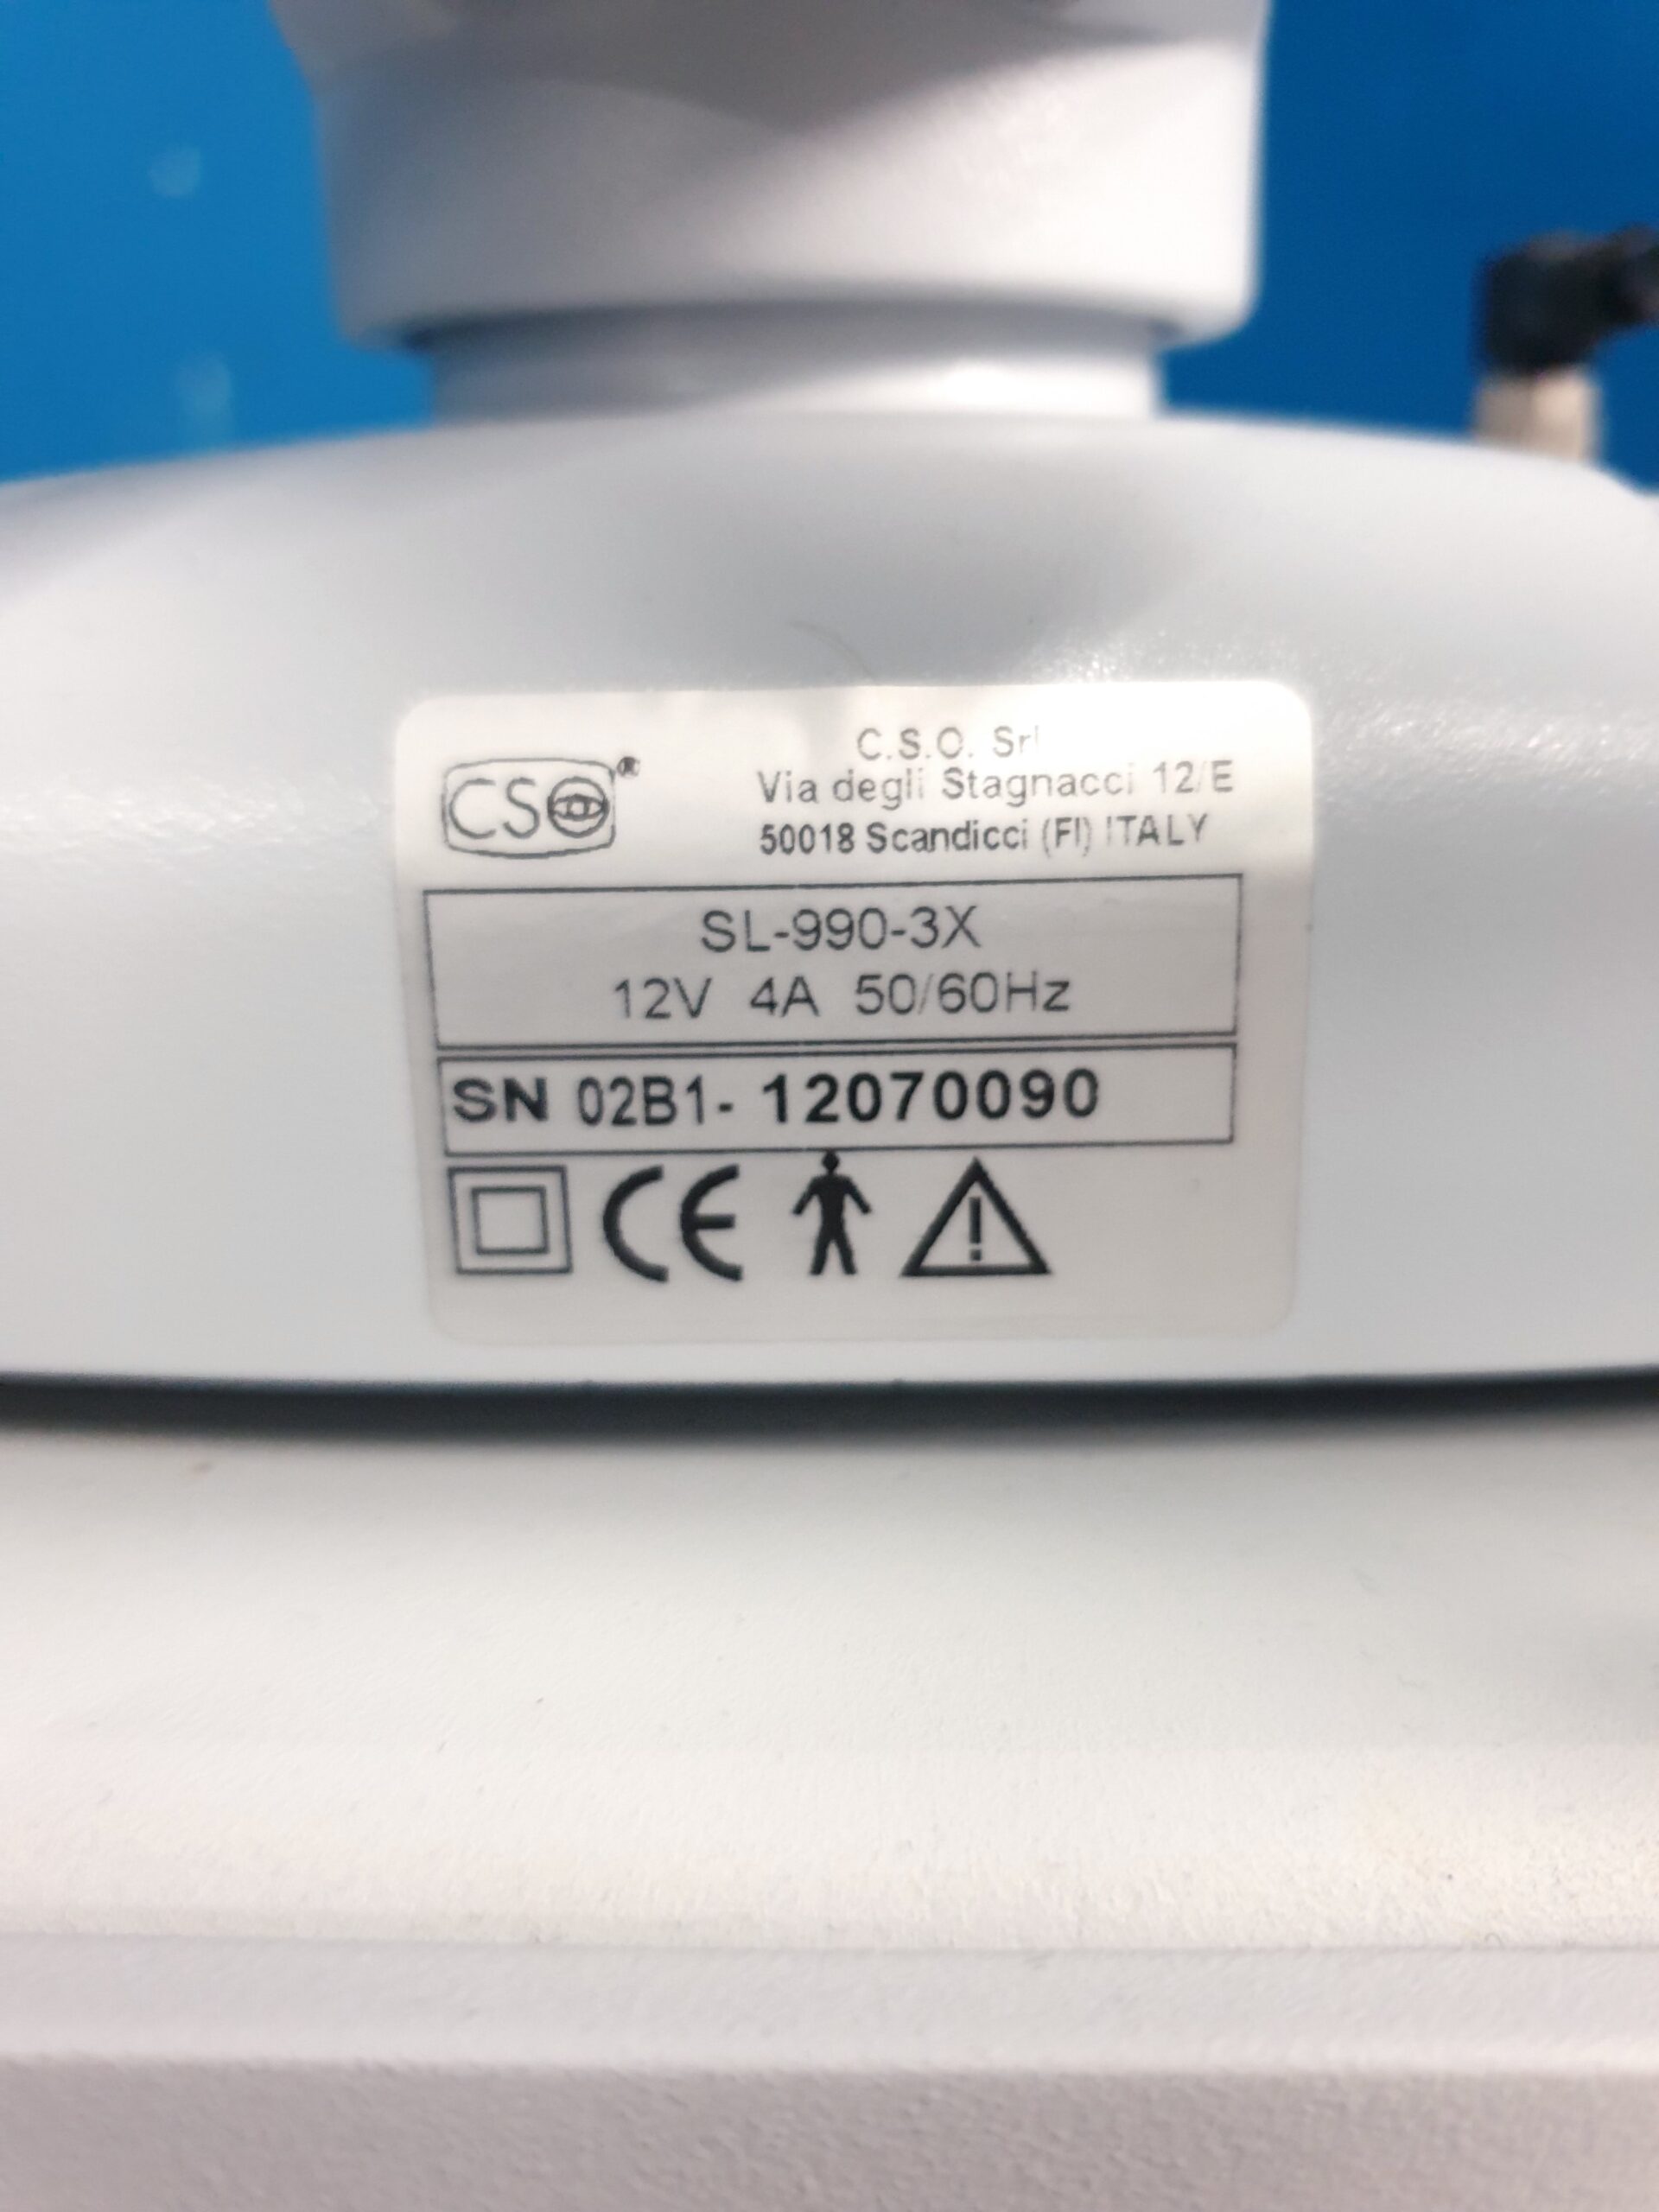 CSO®
C.S.O. Srl
Via degli Stagnacci 12/E
50018 Scandicci (FI) ITALY
SL-990-3X
12V 4A 50/60Hz
SN 02B1- 12070090
CE